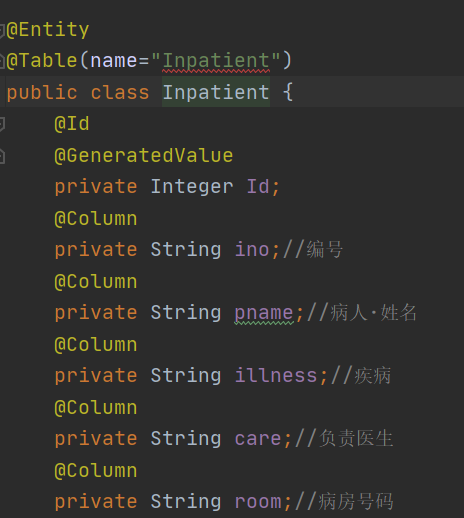 @Entity
@Table(name="Inpatient")
public class Inpatient {
@Id
@GeneratedValue
private Integer Id;
@Column
private String ino;//编号
@Column
private String pname;//病人·姓名
@Column
private String illness;//疾病
@Column
private String care;//负责医生
@Column
private String room;//病房号码